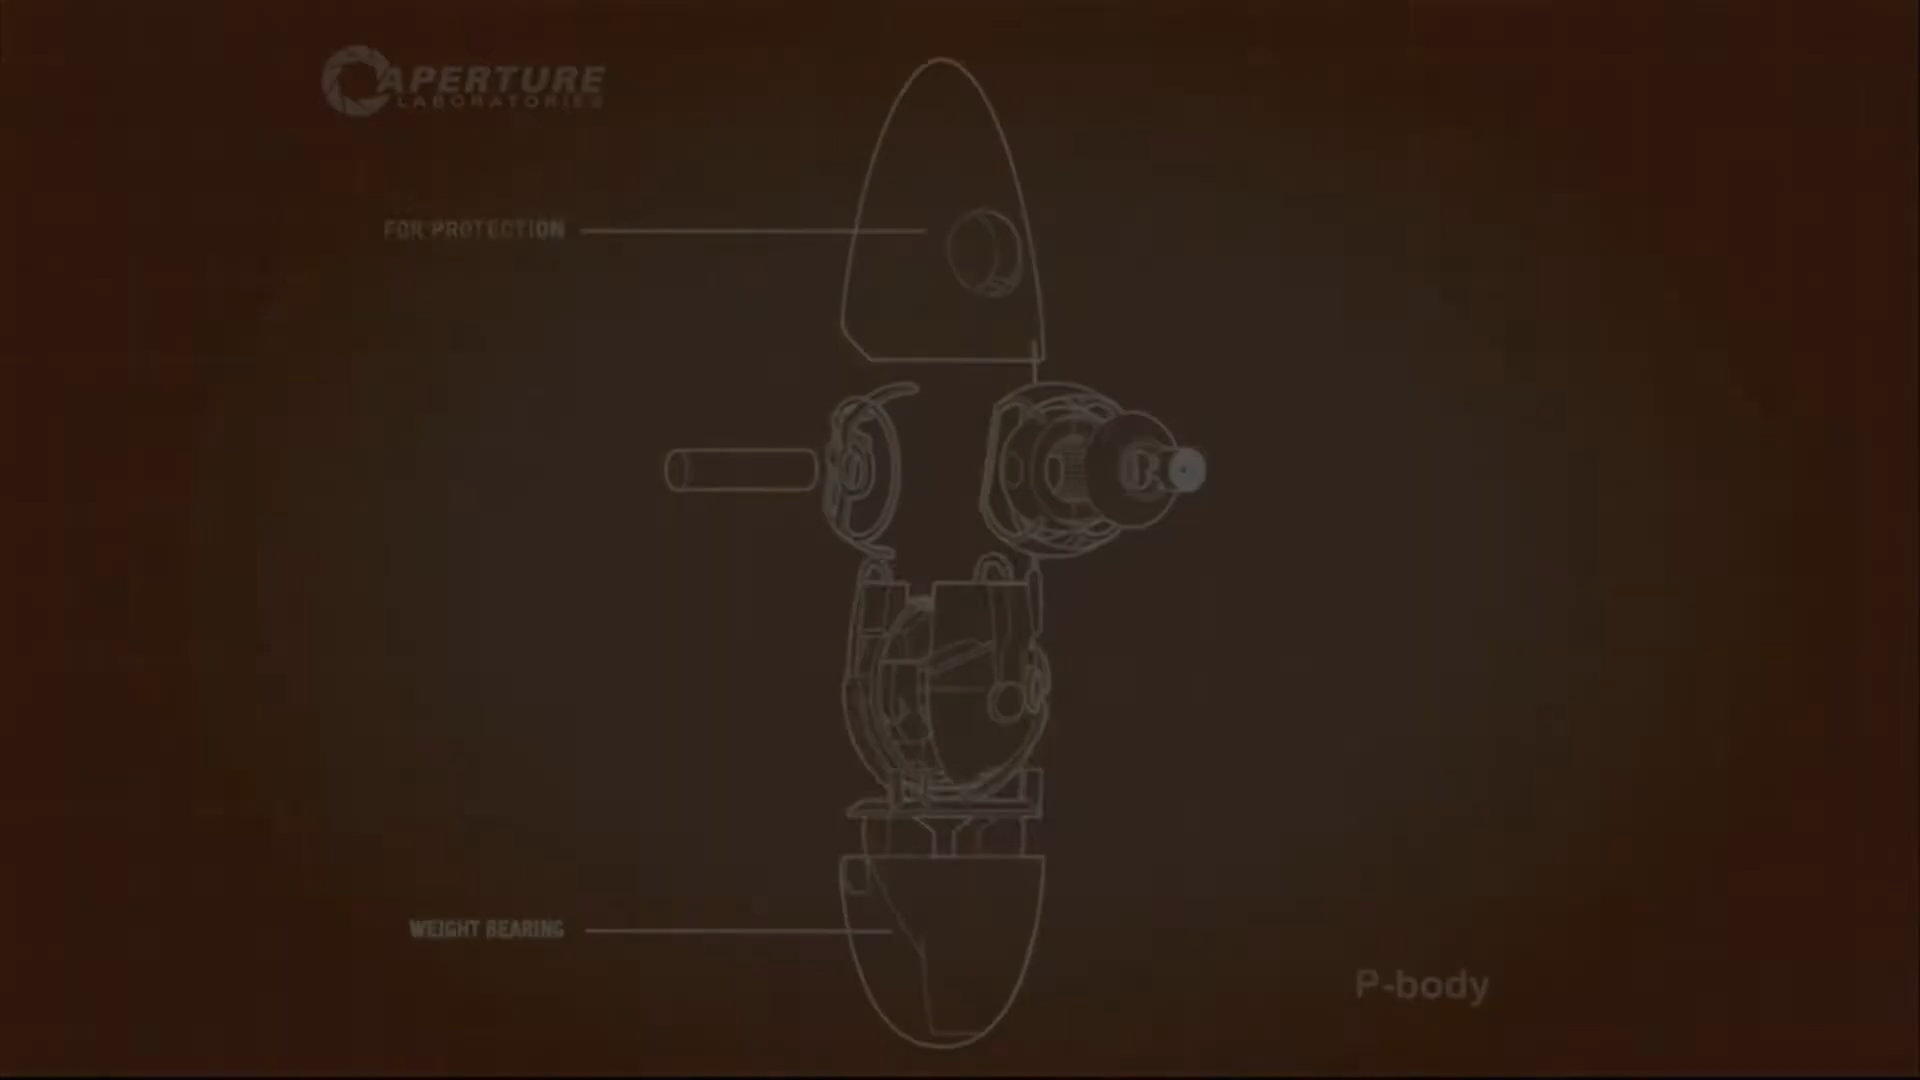 APERTURE
LABORATORIES
FOR PROTECTION
WEIGHT BEARING
P-body